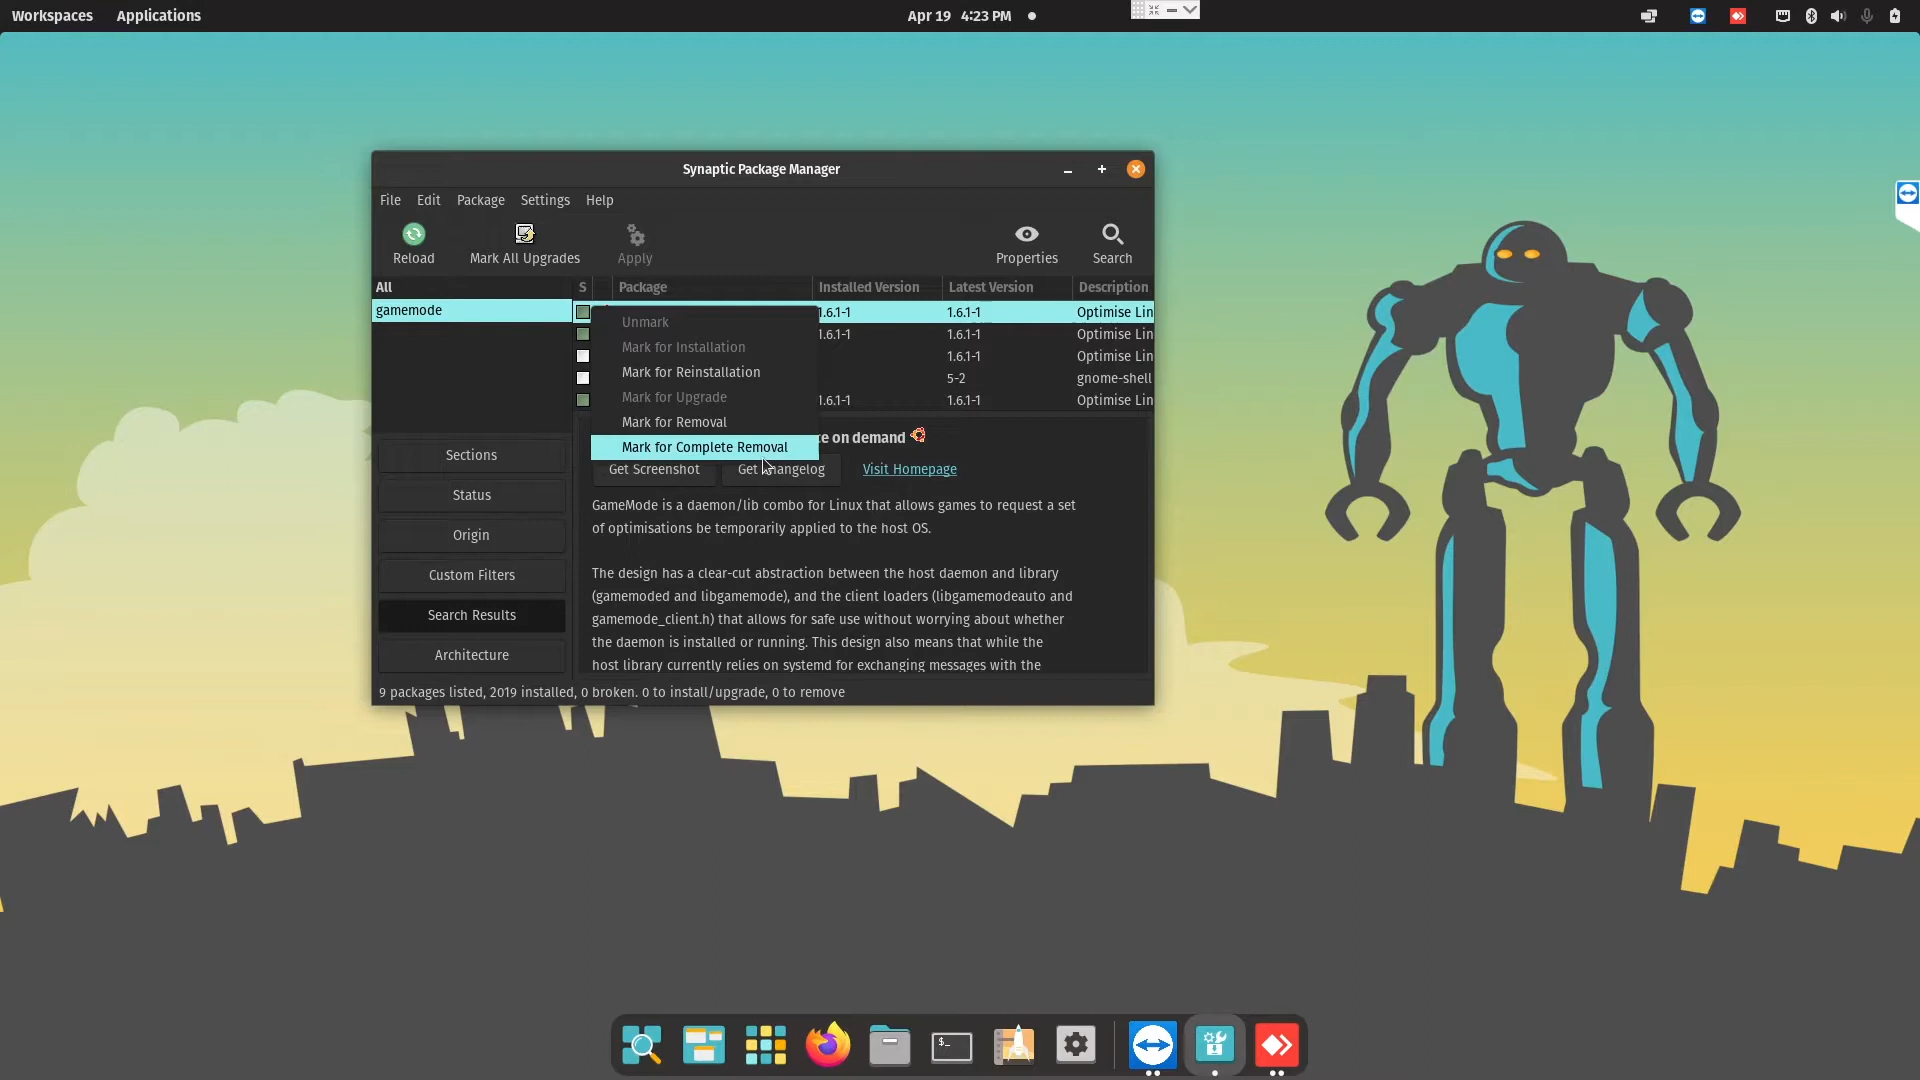 Workspaces Applications Apr 19 4:23 PM
Synaptic Package Manager
File Edit Package Settings Help
Reload Mark All Upgrades Apply Properties Search
All S Package Installed Version Latest Version Description
gamemode 1.6.1-1 1.6.1-1 Optimise Lin
1.6.1-1 1.6.1-1 Optimise Lin
1.6.1-1 Optimise Lin
5-2 gnome-shell
1.6.1-1 1.6.1-1 Optimise Lin
Unmark
Mark for Installation
Mark for Reinstallation
Mark for Upgrade
Mark for Removal
Mark for Complete Removal
on demand
Get Screenshot Get Changelog Visit Homepage
GameMode is a daemon/lib combo for Linux that allows games to request a set
of optimisations be temporarily applied to the host OS.
The design has a clear-cut abstraction between the host daemon and library
(gamemoded and libgamemode), and the client loaders (libgamemodeauto and
gamemode_client.h) that allows for safe use without worrying about whether
the daemon is installed or running. This design also means that while the
host library currently relies on systemd for exchanging messages with the
Sections
Status
Origin
Custom Filters
Search Results
Architecture
9 packages listed, 2019 installed, 0 broken. 0 to install/upgrade, 0 to remove
$_